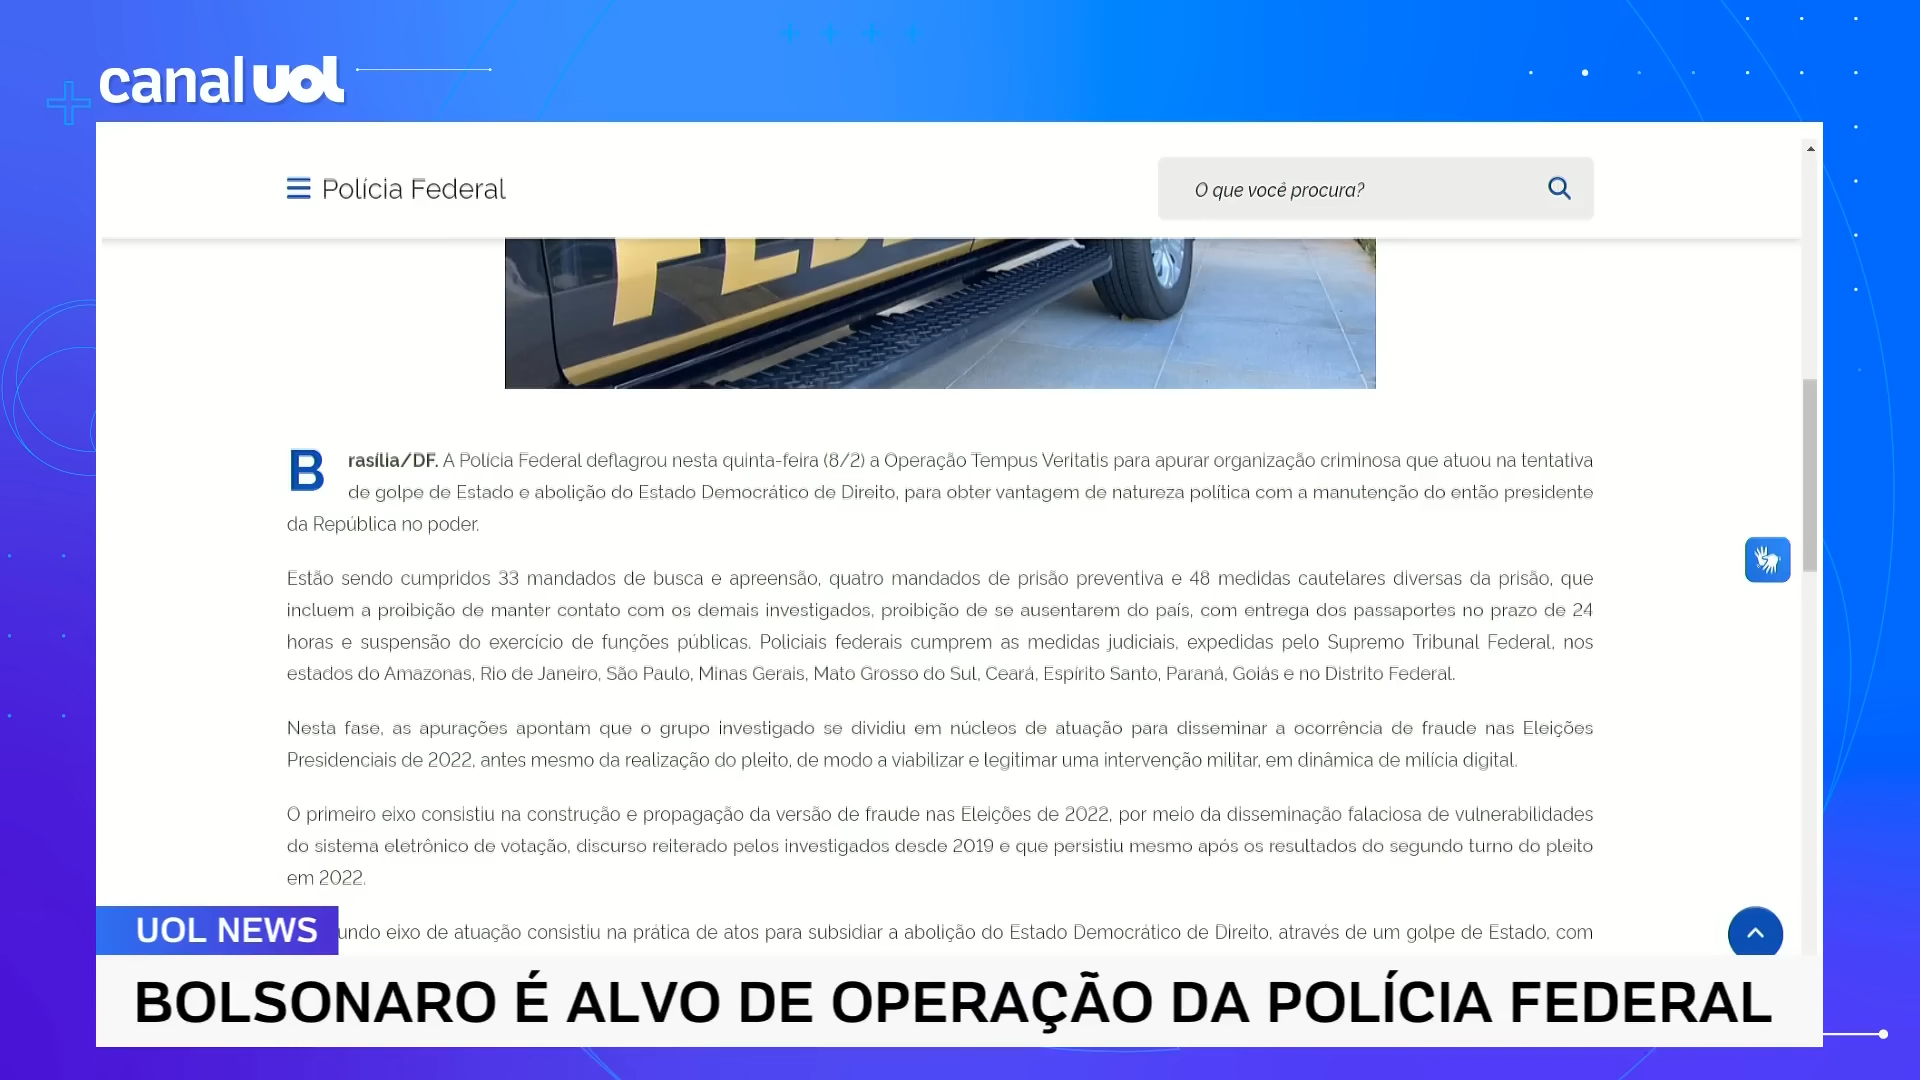 canal uol
Polícia Federal
O que você procura?
FEDE
Brasília/DF. A Polícia Federal deflagrou nesta quinta-feira (8/2) a Operação Tempus Veritatis para apurar organização criminosa que atuou na tentativa
de golpe de Estado e abolição do Estado Democrático de Direito, para obter vantagem de natureza política com a manutenção do então presidente
da República no poder.
Estão sendo cumpridos 33 mandados de busca e apreensão, quatro mandados de prisão preventiva e 48 medidas cautelares diversas da prisão, que
incluem a proibição de manter contato com os demais investigados, proibição de se ausentarem do país, com entrega dos passaportes no prazo de 24
horas e suspensão do exercício de funções públicas. Policiais federais cumprem as medidas judiciais, expedidas pelo Supremo Tribunal Federal, nos
estados do Amazonas, Rio de Janeiro, São Paulo, Minas Gerais, Mato Grosso do Sul, Ceará, Espírito Santo, Paraná, Goiás e no Distrito Federal.
Nesta fase, as apurações apontam que o grupo investigado se dividiu em núcleos de atuação para disseminar a ocorrência de fraude nas Eleições
Presidenciais de 2022, antes mesmo da realização do pleito, de modo a viabilizar e legitimar uma intervenção militar, em dinâmica de milícia digital.
O primeiro eixo consistiu na construção e propagação da versão de fraude nas Eleições de 2022, por meio da disseminação falaciosa de vulnerabilidades
do sistema eletrônico de votação, discurso reiterado pelos investigados desde 2019 e que persistiu mesmo após os resultados do segundo turno do pleito
em 2022.
undo eixo de atuação consistiu na prática de atos para subsidiar a abolição do Estado Democrático de Direito, através de um golpe de Estado, com
UOL NEWS
BOLSONARO É ALVO DE OPERAÇÃO DA POLÍCIA FEDERAL